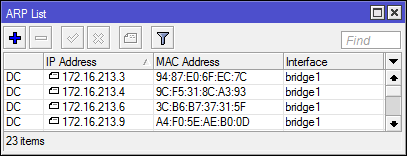 ARP List
Find
IP Address MAC Address Interface
DC 172.16.213.3 94:87:E0:6F:EC:7C bridge1
DC 172.16.213.4 9C:F5:31:8C:A3:93 bridge1
DC 172.16.213.6 3C:B6:B7:37:31:5F bridge1
DC 172.16.213.9 A4:F0:5E:AE:B0:0D bridge1
23 items